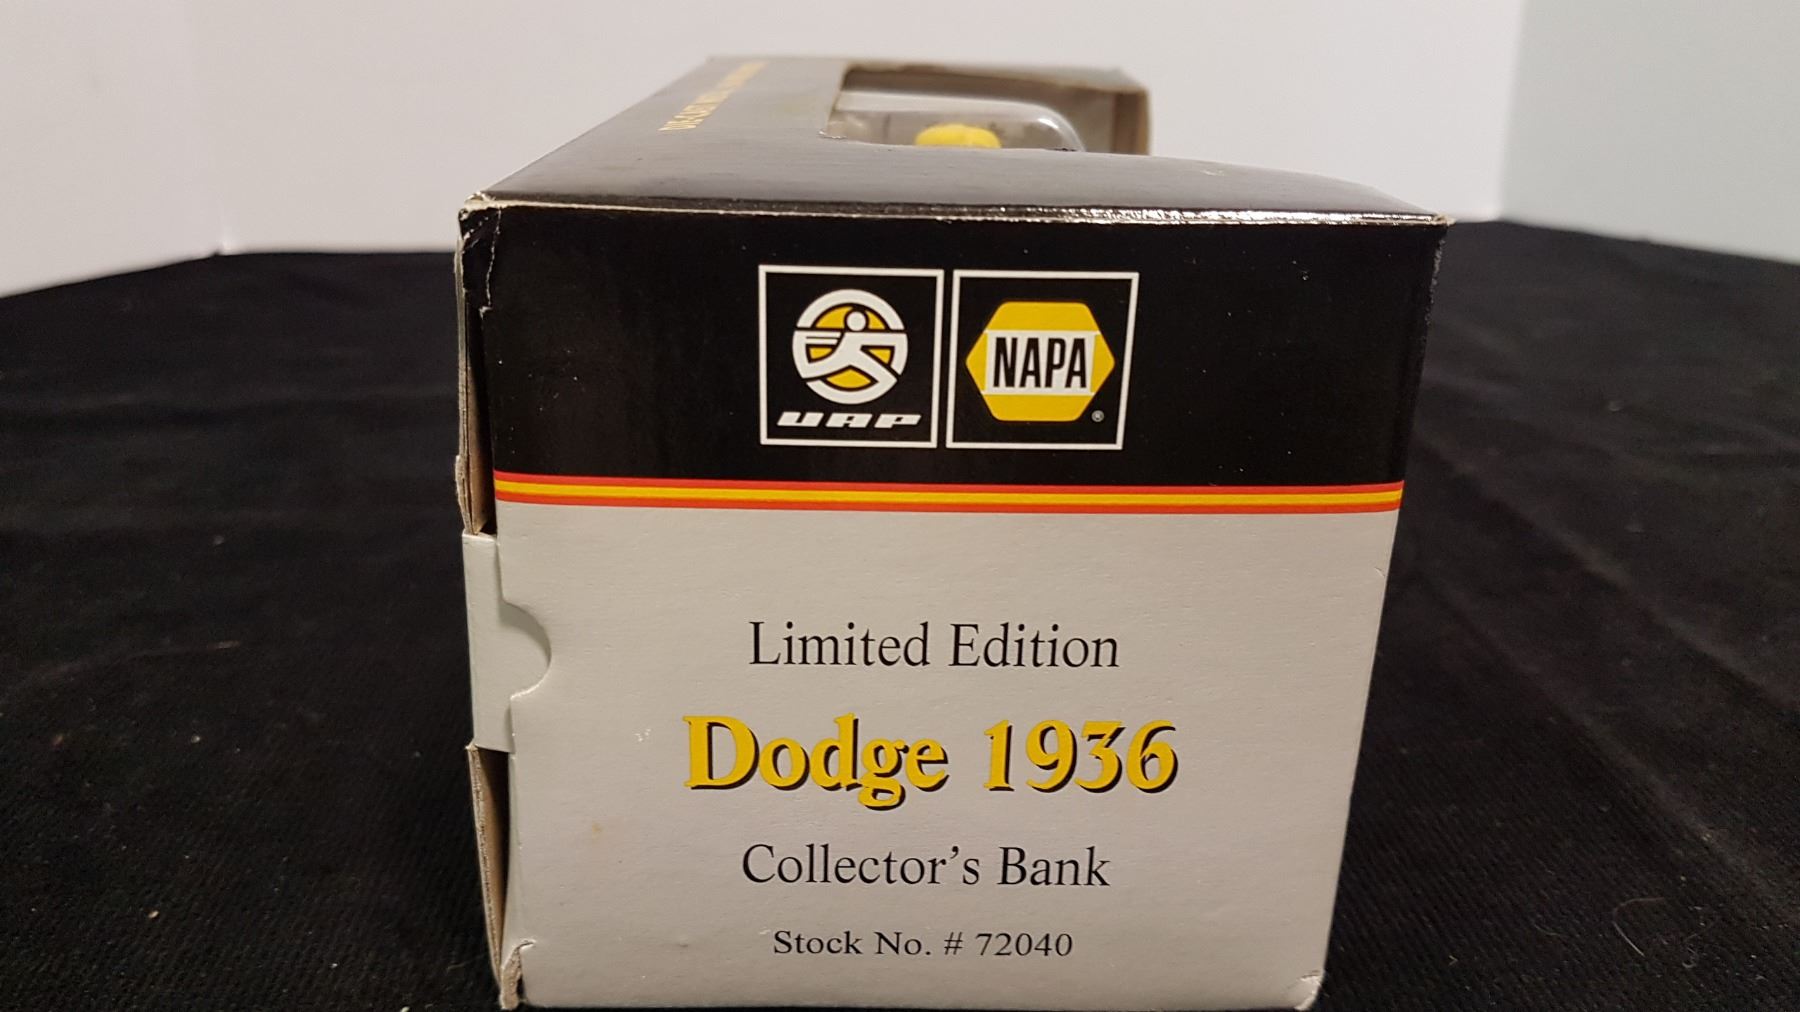 UAP
NAPA
®
Limited Edition
Dodge 1936
Collector's Bank
Stock No. # 72040